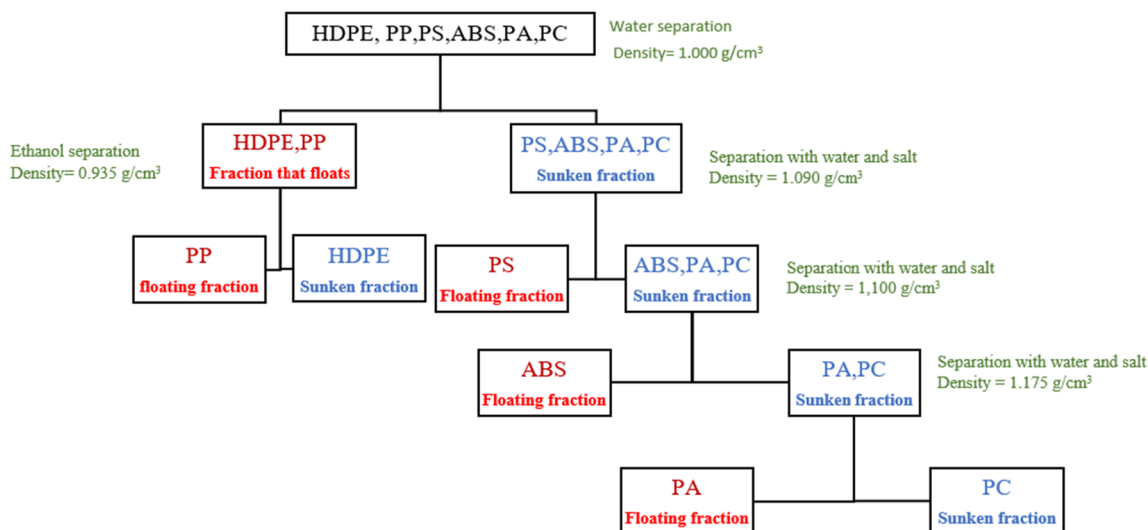 HDPE, PP,PS,ABS,PA,PC
Water separation
Density= 1.000 g/cm³
Ethanol separation
Density= 0.935 g/cm³
HDPE,PP
Fraction that floats
PS,ABS,PA,PC
Sunken fraction
Separation with water and salt
Density = 1.090 g/cm³
PP
floating fraction
HDPE
Sunken fraction
PS
Floating fraction
ABS,PA,PC
Sunken fraction
Separation with water and salt
Density = 1,100 g/cm³
ABS
Floating fraction
PA,PC
Sunken fraction
Separation with water and salt
Density = 1.175 g/cm³
PA
Floating fraction
PC
Sunken fraction